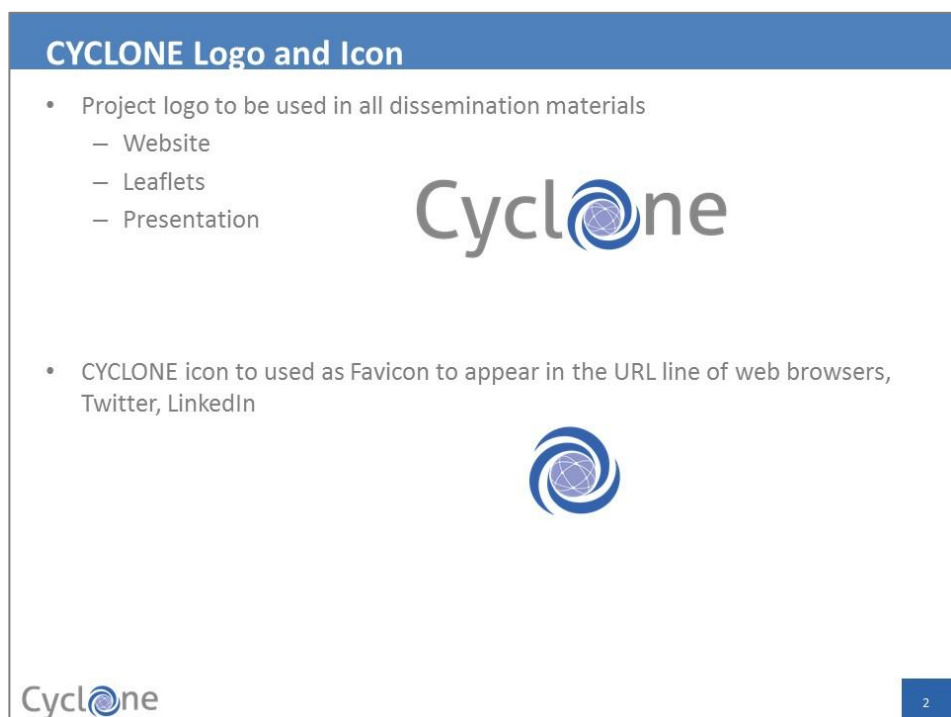 CYCLONE Logo and Icon
• Project logo to be used in all dissemination materials
– Website
– Leaflets
– Presentation
Cyclone
• CYCLONE icon to used as Favicon to appear in the URL line of web browsers,
Twitter, LinkedIn
Cyclone
2